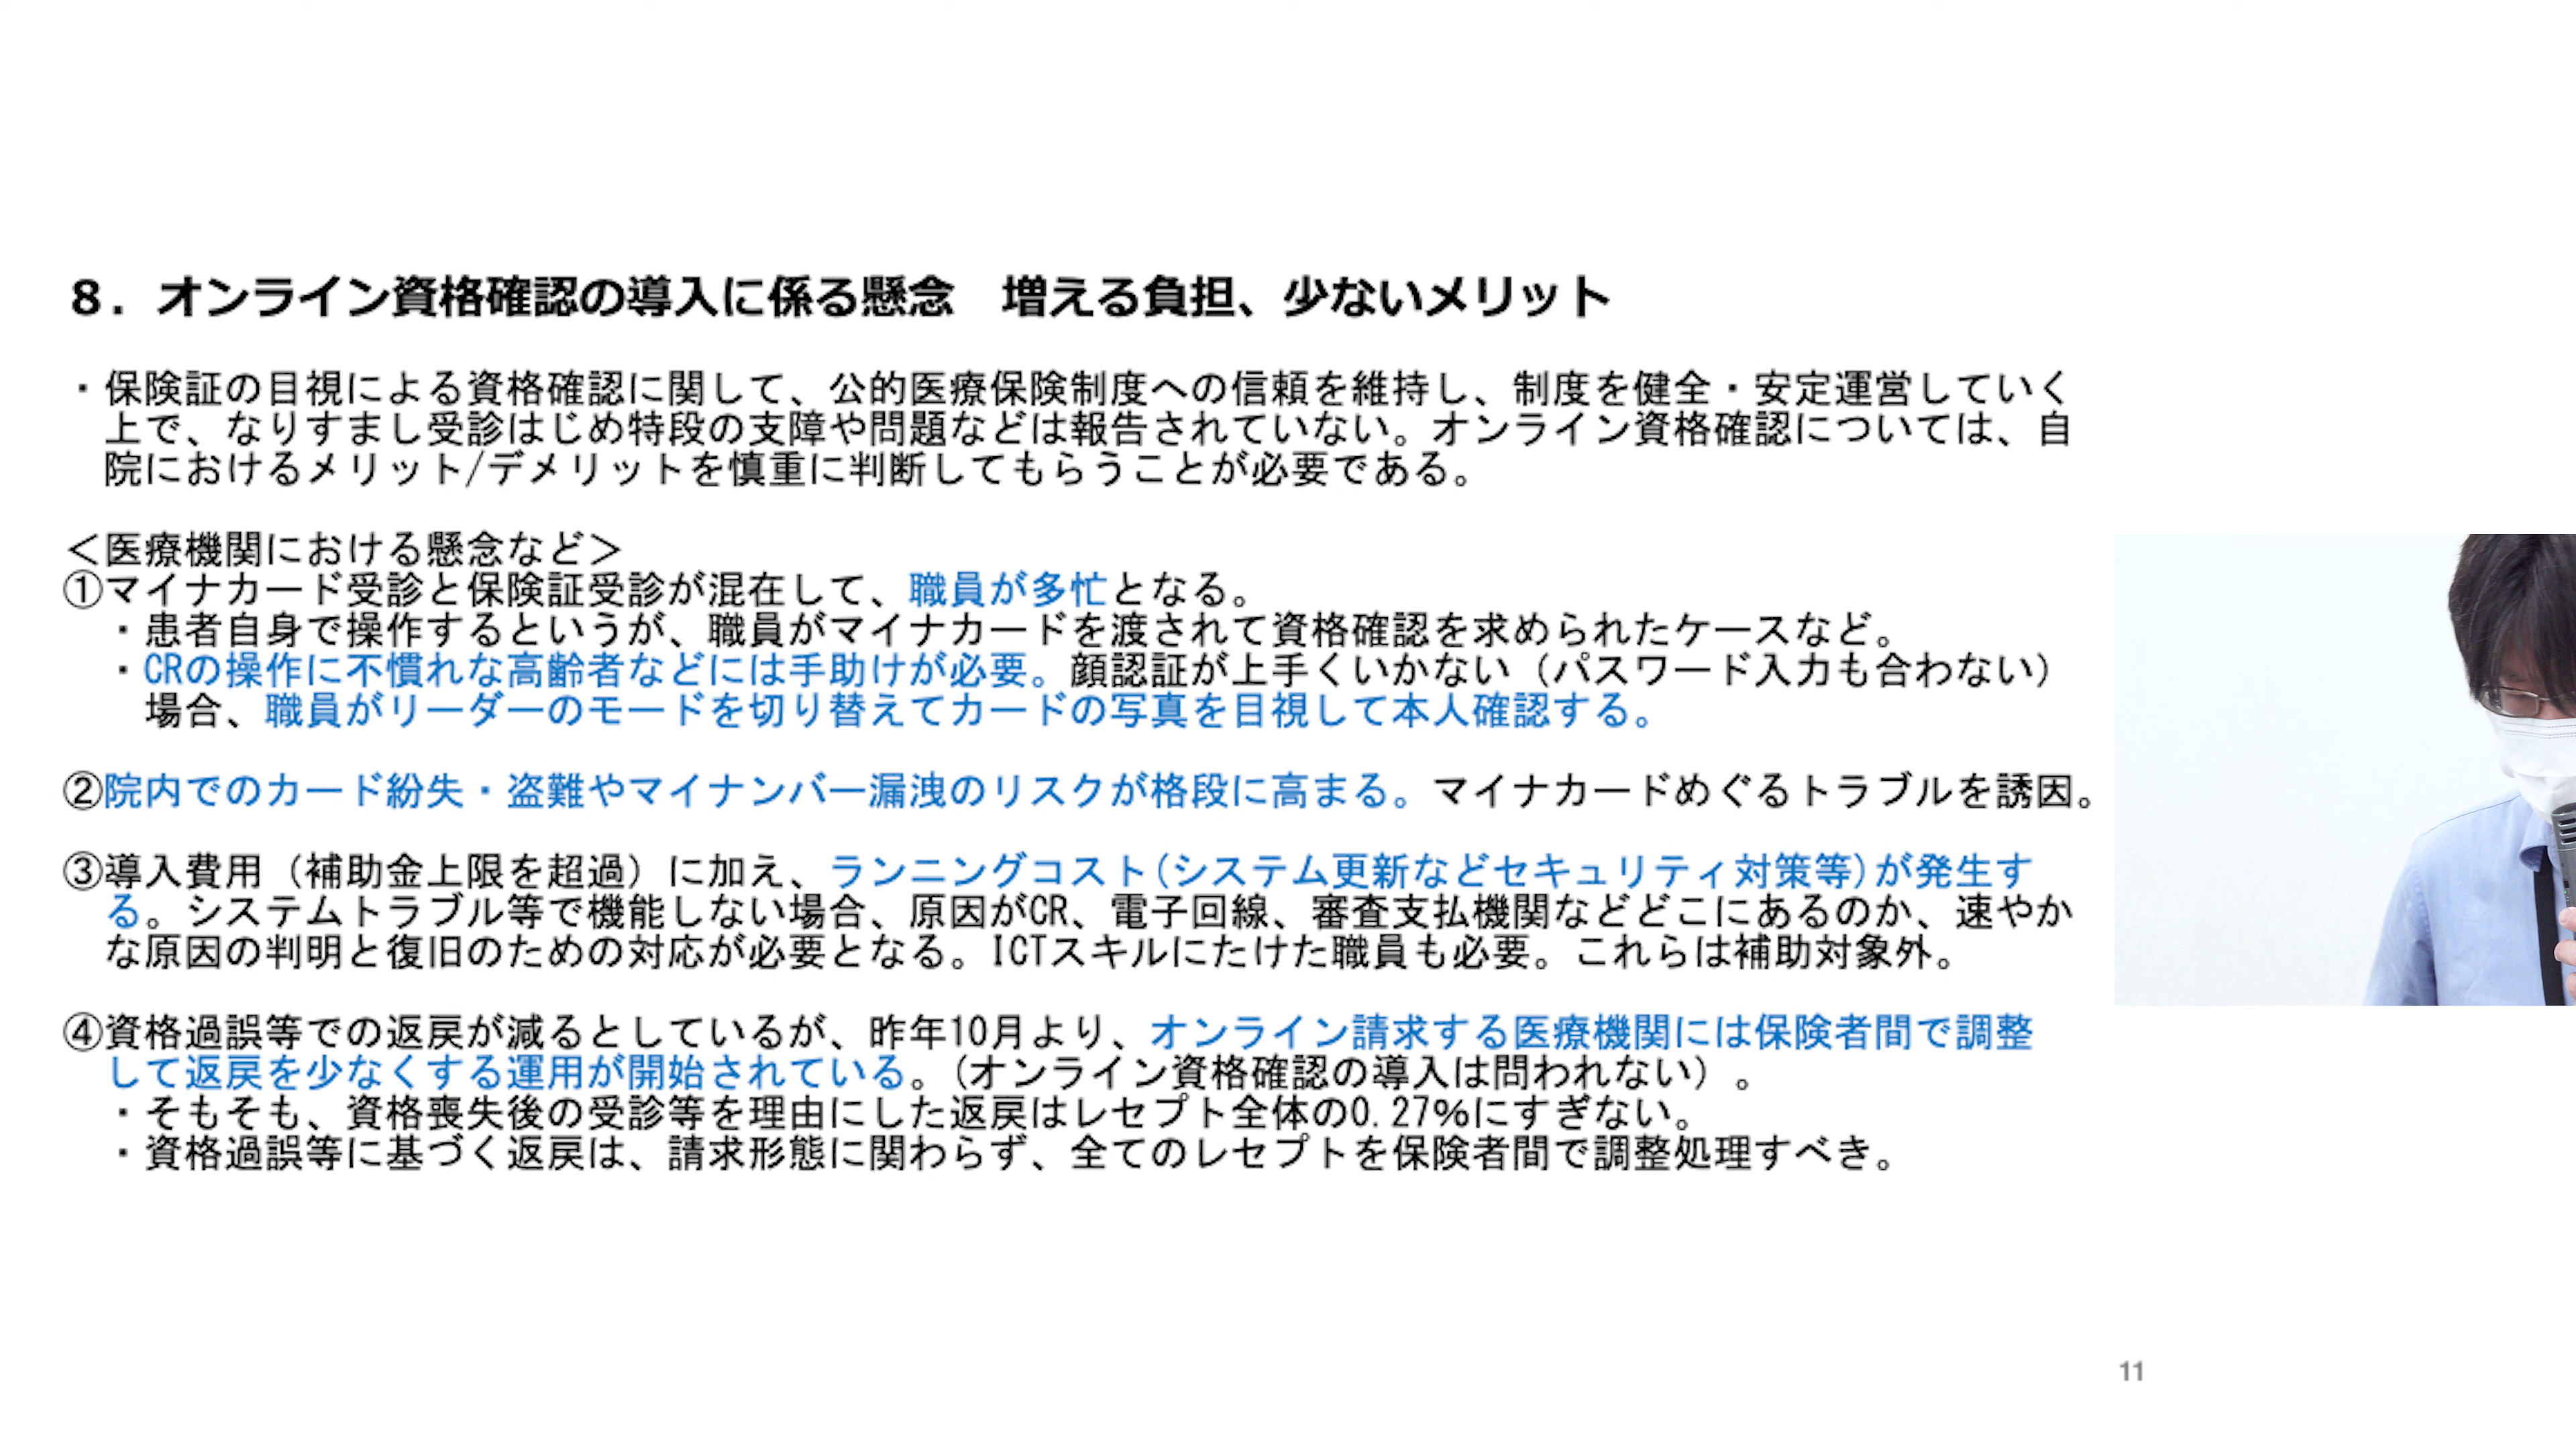 ８．オンライン資格確認の導入に係る懸念　増える負担、少ないメリット
・保険証の目視による資格確認に関して、公的医療保険制度への信頼を維持し、制度を健全・安定運営していく
上で、なりすまし受診はじめ特段の支障や問題などは報告されていない。オンライン資格確認については、自
院におけるメリット/デメリットを慎重に判断してもらうことが必要である。
＜医療機関における懸念など＞
①マイナカード受診と保険証受診が混在して、職員が多忙となる。
・患者自身で操作するというが、職員がマイナカードを渡されて資格確認を求められたケースなど。
・CRの操作に不慣れな高齢者などには手助けが必要。顔認証が上手くいかない（パスワード入力も合わない）
場合、職員がリーダーのモードを切り替えてカードの写真を目視して本人確認する。
②院内でのカード紛失・盗難やマイナンバー漏洩のリスクが格段に高まる。マイナカードめぐるトラブルを誘因。
③導入費用（補助金上限を超過）に加え、ランニングコスト(システム更新などセキュリティ対策等)が発生す
る。システムトラブル等で機能しない場合、原因がCR、電子回線、審査支払機関などどこにあるのか、速やか
な原因の判明と復旧のための対応が必要となる。ICTスキルにたけた職員も必要。これらは補助対象外。
④資格過誤等での返戻が減るとしているが、昨年10月より、オンライン請求する医療機関には保険者間で調整
して返戻を少なくする運用が開始されている。(オンライン資格確認の導入は問われない）。
・そもそも、資格喪失後の受診等を理由にした返戻はレセプト全体の0.27%にすぎない。
・資格過誤等に基づく返戻は、請求形態に関わらず、全てのレセプトを保険者間で調整処理すべき。
11